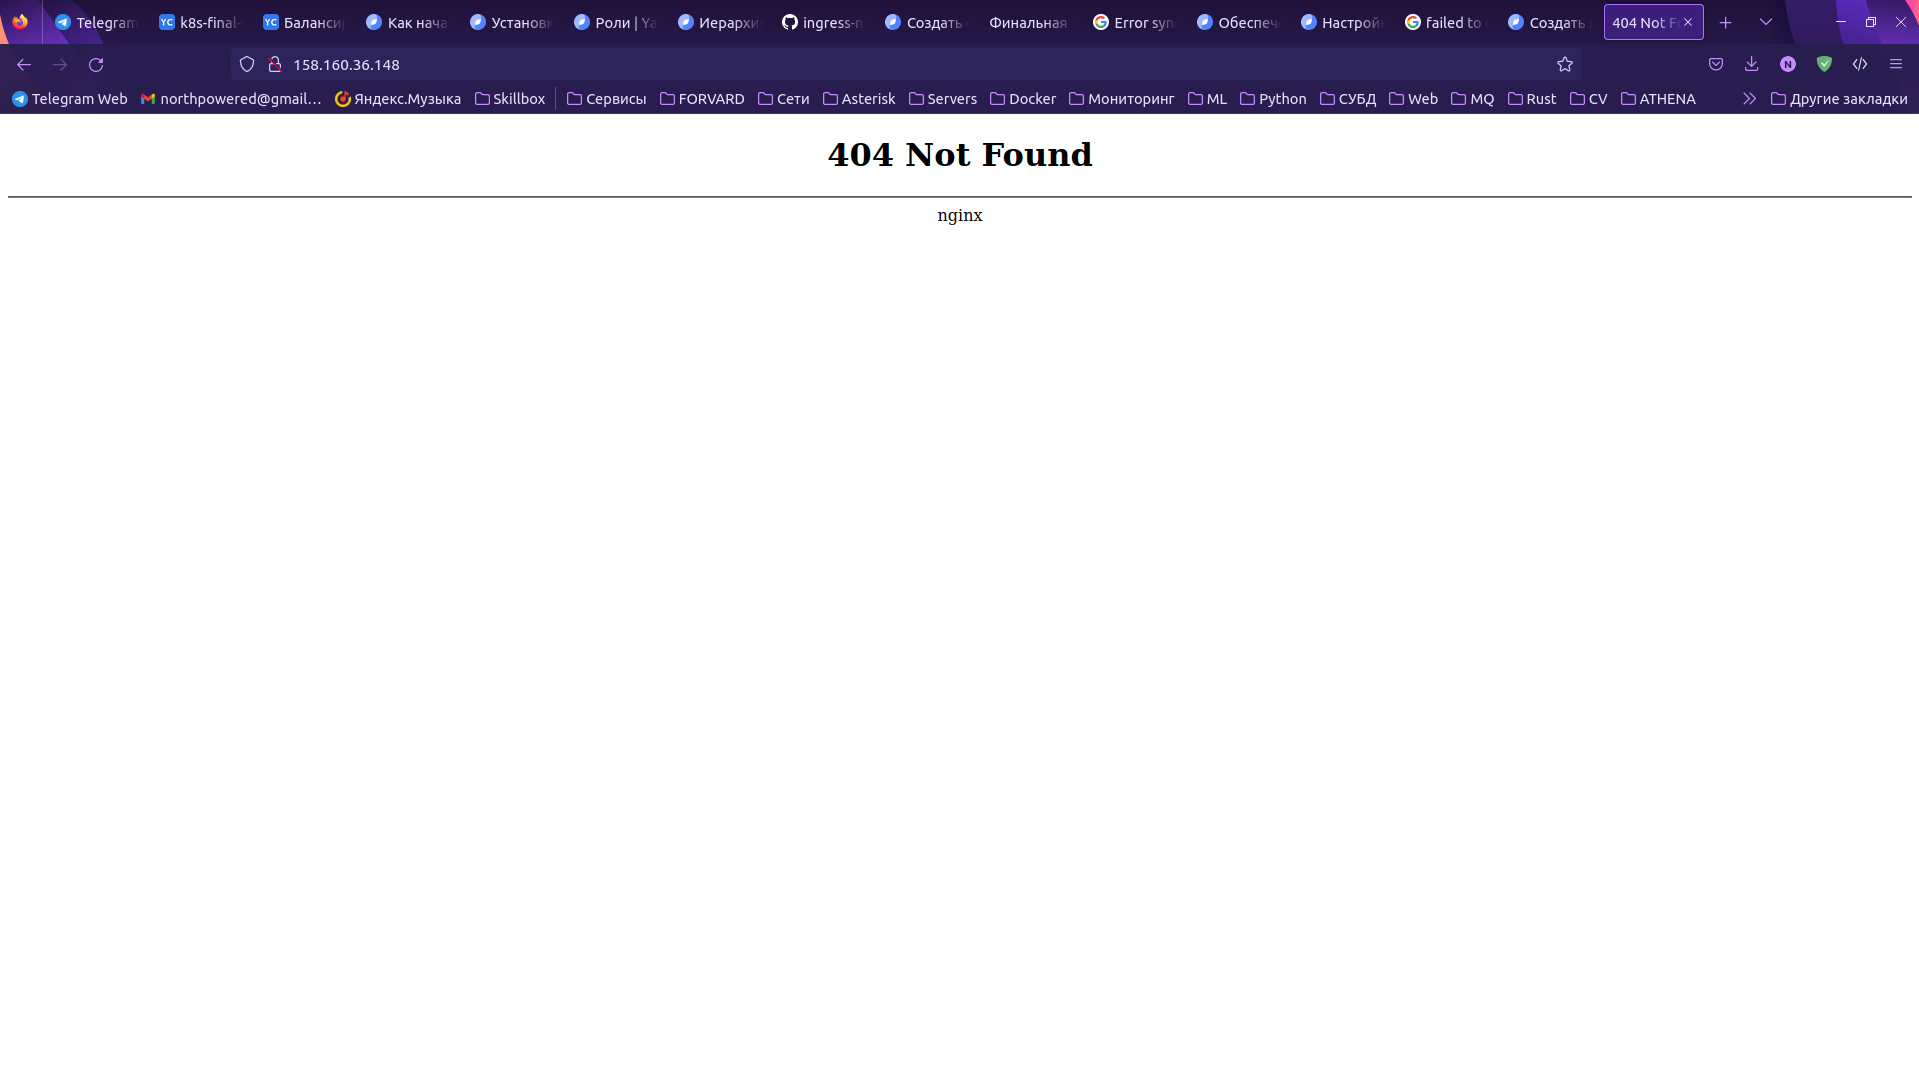 Telegram k8s-final- Баланси Как нача Установк Роли | Ya Иерархи ingress-n Создать Финальная Error syn Обеспеч Настрой failed to Создать 404 Not F
158.160.36.148
Telegram Web northpowered@gmail... Яндекс.Музыка Skillbox Сервисы FORVARD Сети Asterisk Servers Docker Мониторинг ML Python СУБД Web MQ Rust CV ATHENA Другие закладки
404 Not Found
nginx